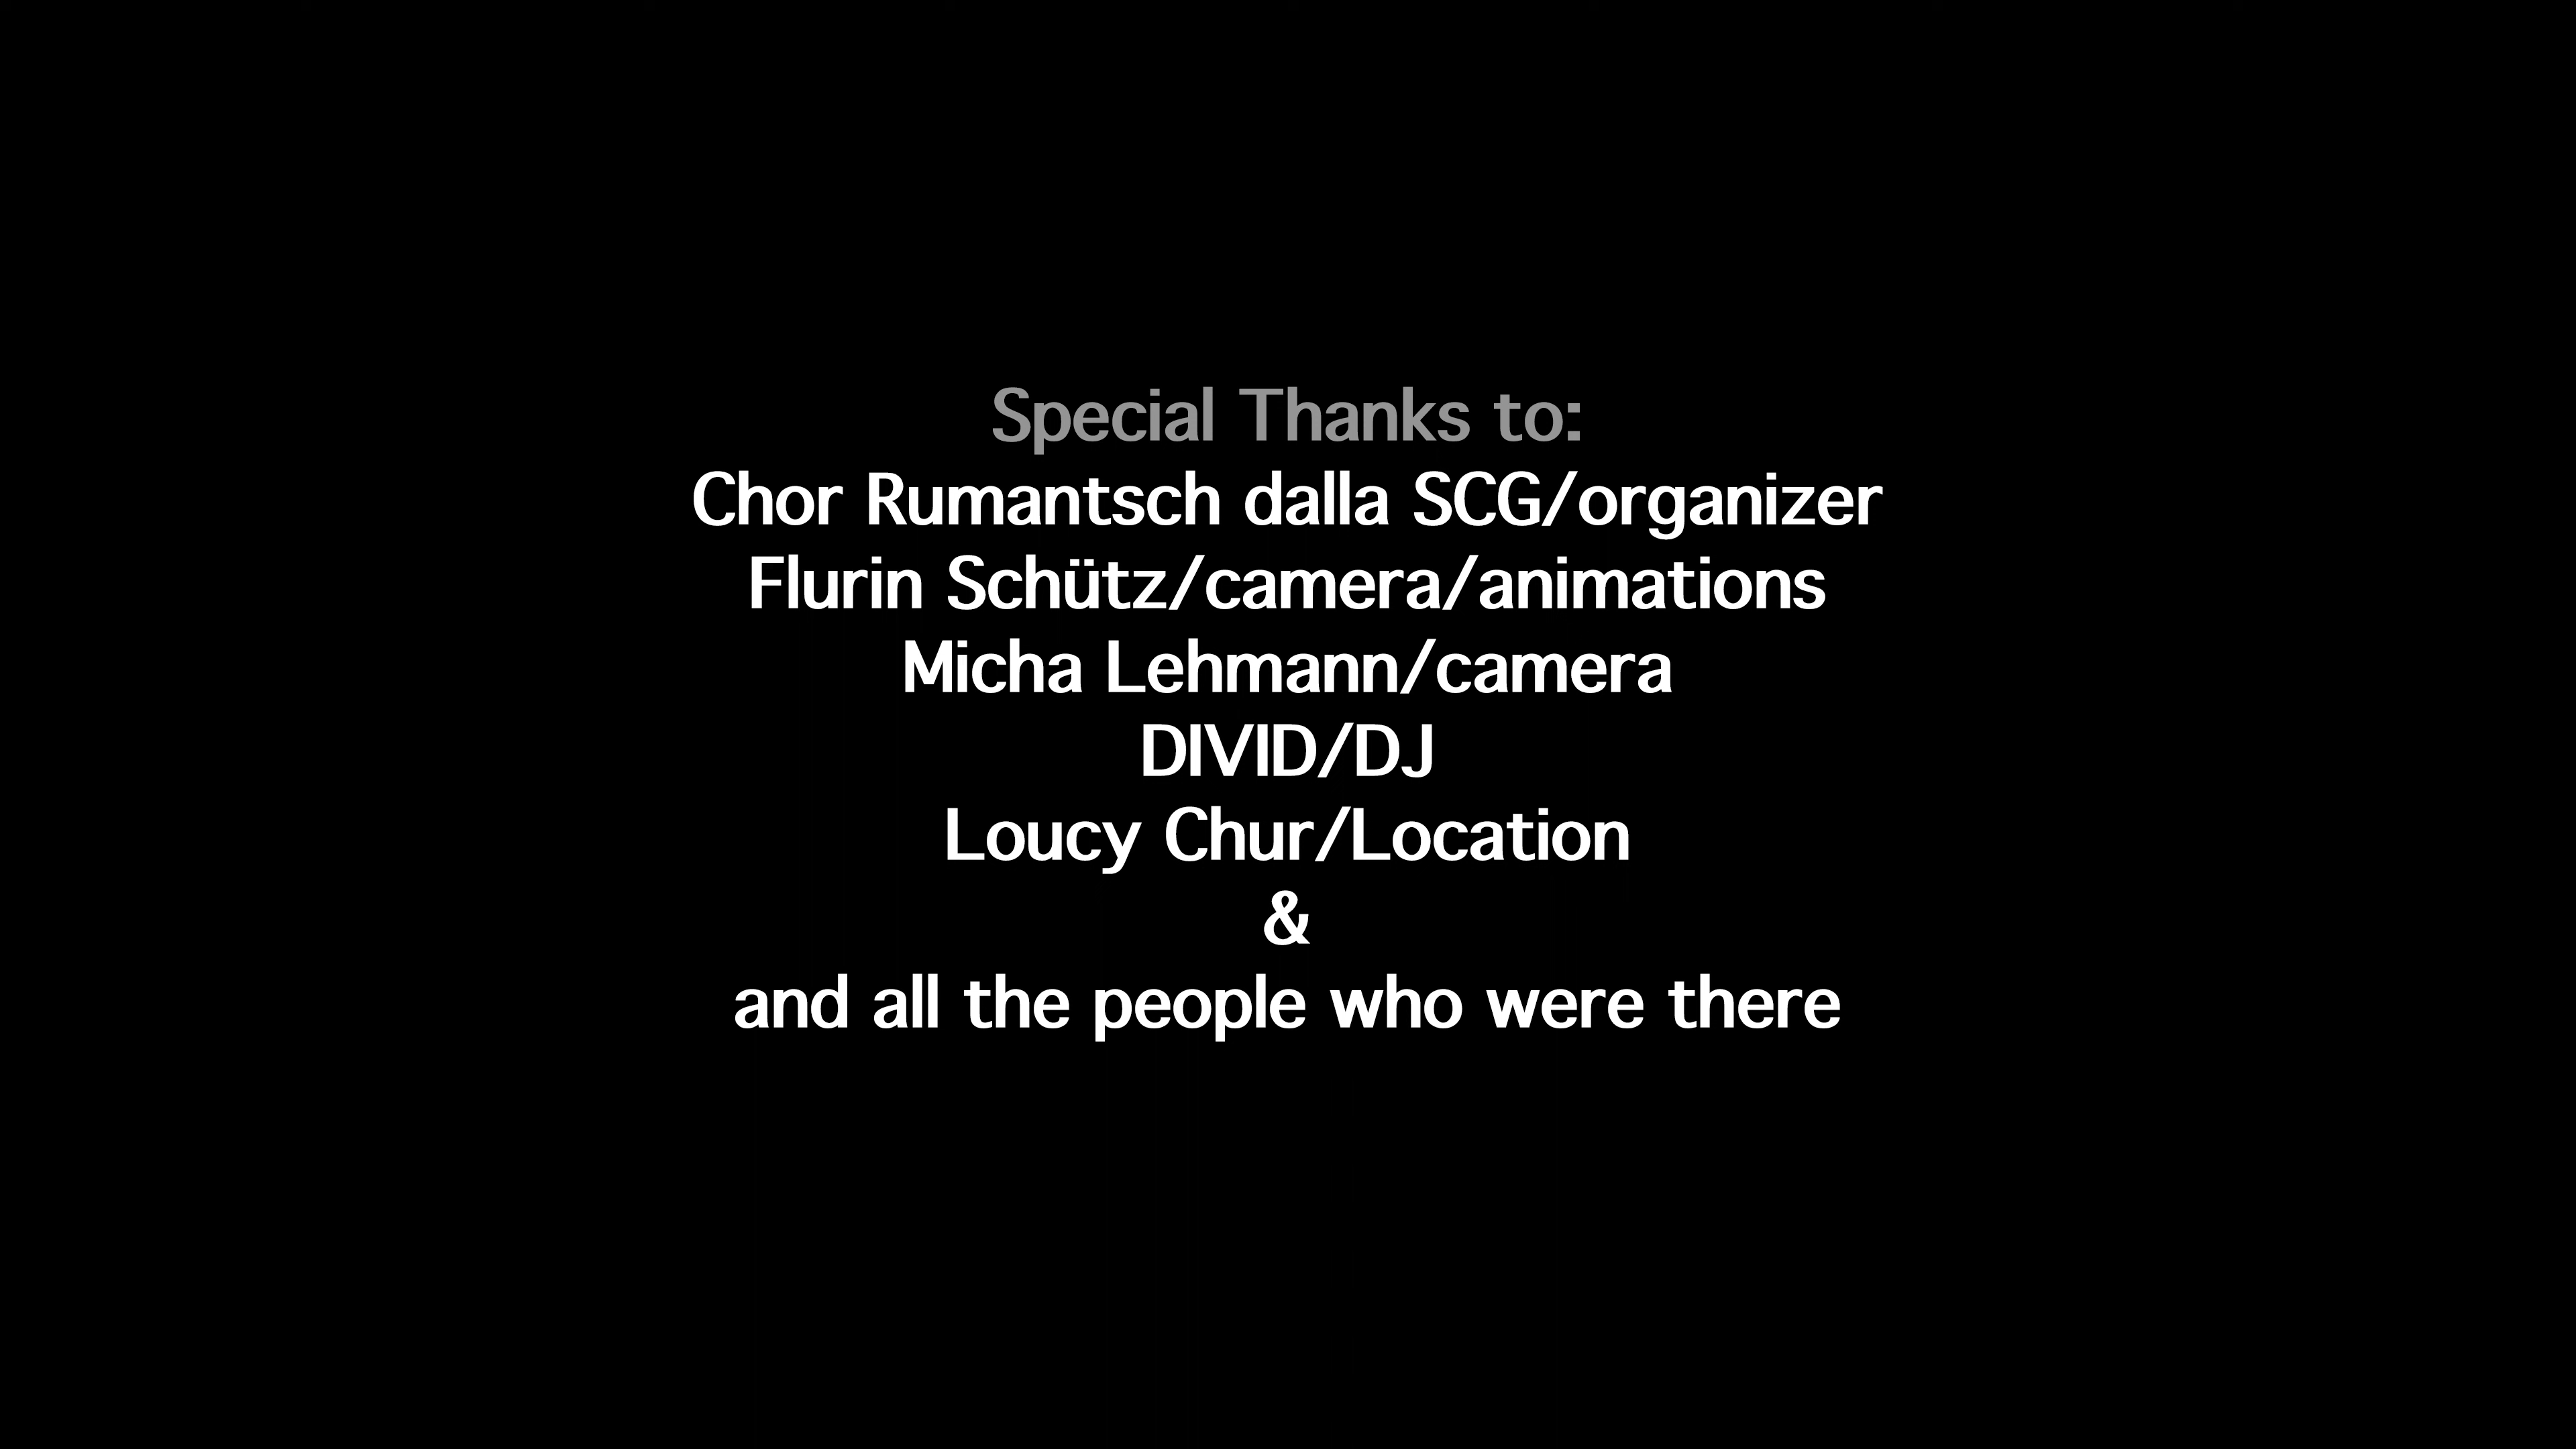 Special Thanks to:
Chor Rumantsch dalla SCG/organizer
Flurin Schütz/camera/animations
Micha Lehmann/camera
DIVID/DJ
Loucy Chur/Location
&
and all the people who were there